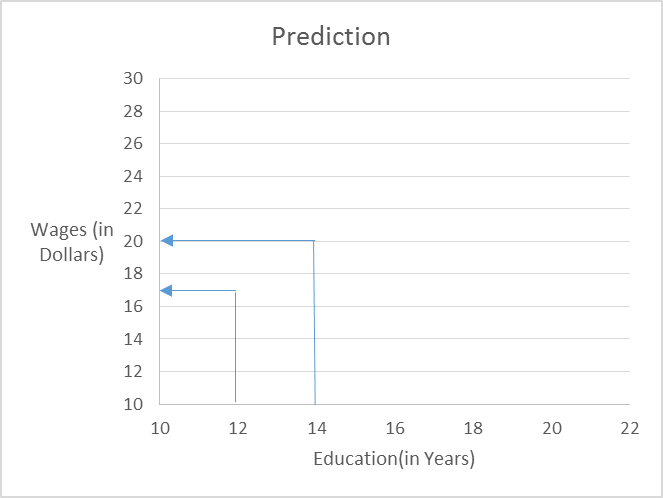 Prediction
30
28
26
24
22
20
18
16
14
12
10
Wages (in
Dollars)
10 12 14 16 18 20 22
Education(in Years)